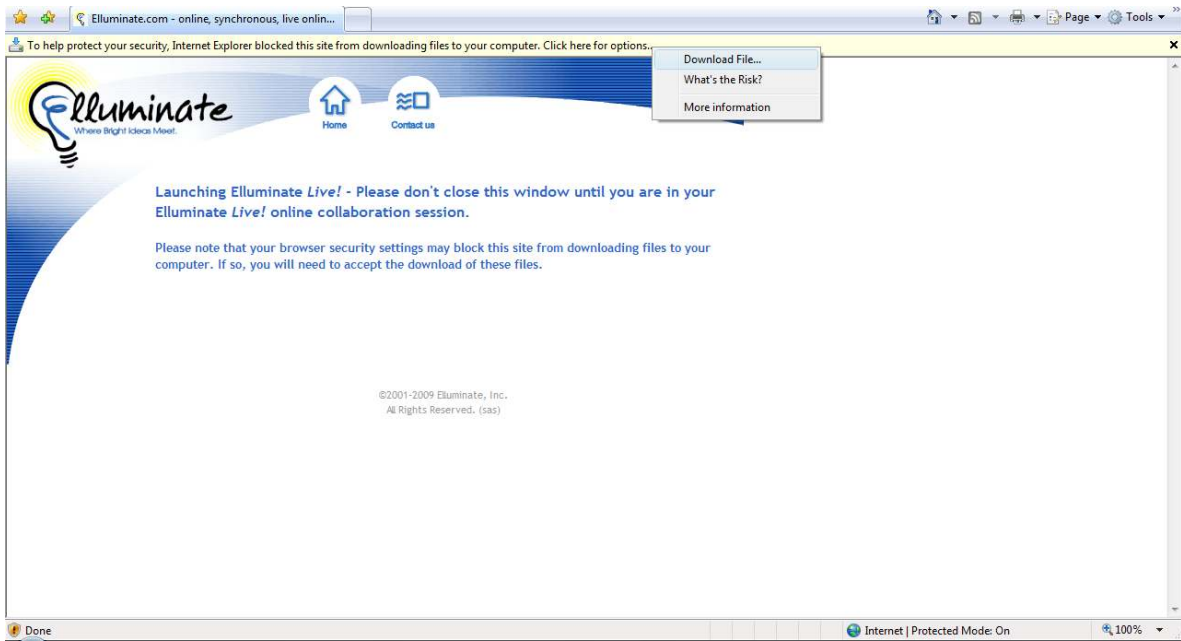 Elluminate.com - online, synchronous, live onlin...
Page
Tools
To help protect your security, Internet Explorer blocked this site from downloading files to your computer. Click here for options...
Download File...
What's the Risk?
More information
Elluminate
Where Bright Ideas Meet.
Home
Contact us
Launching Elluminate Live! - Please don't close this window until you are in your
Elluminate Live! online collaboration session.
Please note that your browser security settings may block this site from downloading files to your
computer. If so, you will need to accept the download of these files.
©2001-2009 Elluminate, Inc.
All Rights Reserved. (sas)
Done
Internet | Protected Mode: On
100%